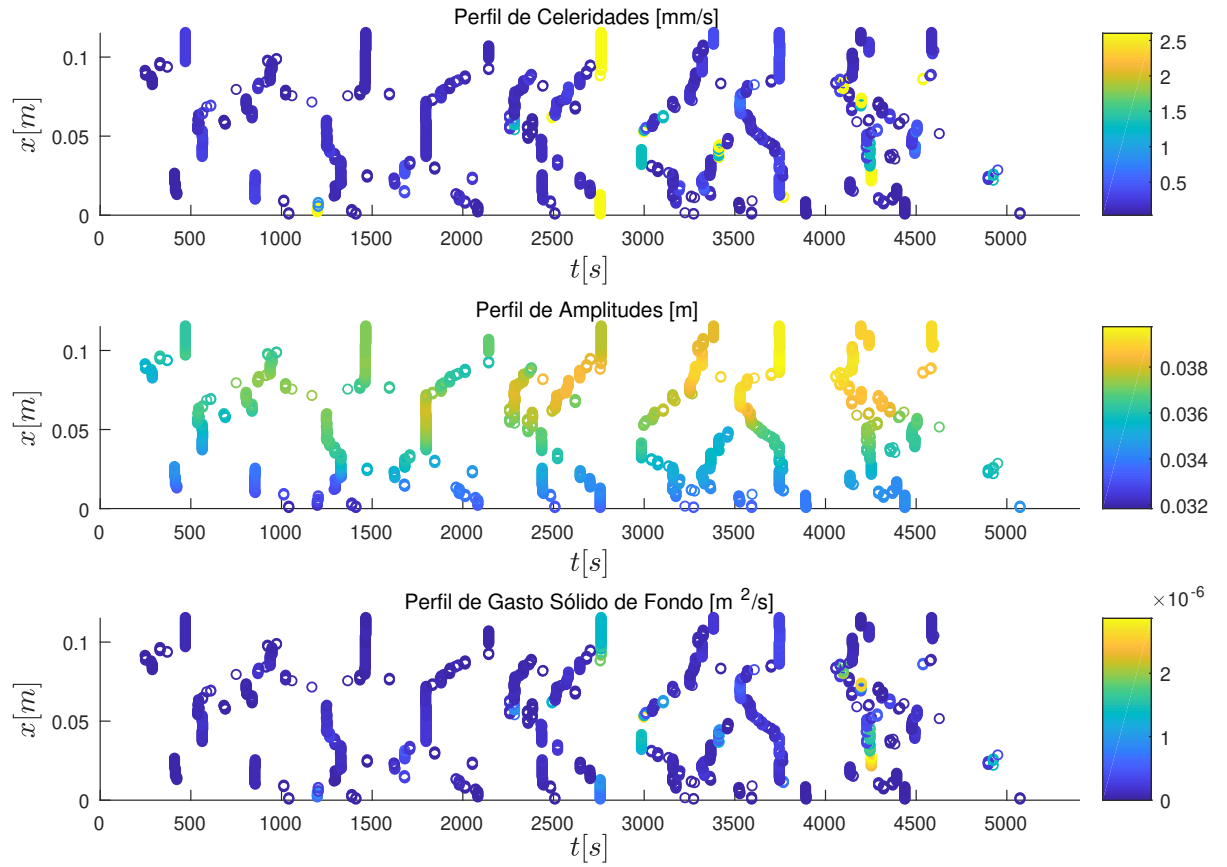 Perfil de Celeridades [mm/s]
x[m]
0.1
0.05
0
0 500 1000 1500 2000 2500 3000 3500 4000 4500 5000
t[s]
2.5
2
1.5
1
0.5
Perfil de Amplitudes [m]
x[m]
0.1
0.05
0
0 500 1000 1500 2000 2500 3000 3500 4000 4500 5000
t[s]
0.038
0.036
0.034
0.032
Perfil de Gasto Sólido de Fondo [m ²/s]
x[m]
0.1
0.05
0
0 500 1000 1500 2000 2500 3000 3500 4000 4500 5000
t[s]
×10⁻⁶
2
1
0